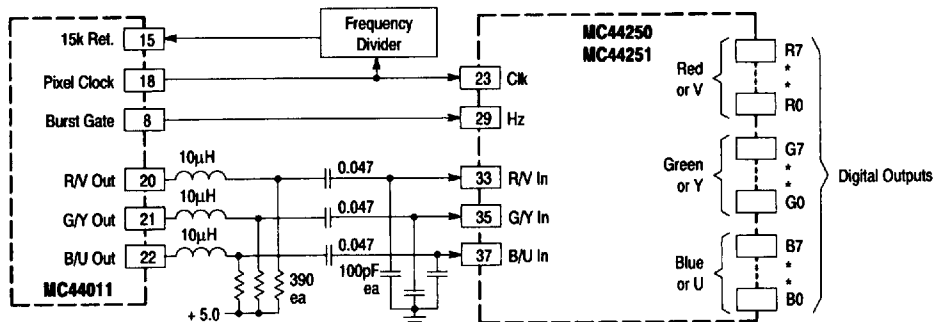 15k Ret.
15
Frequency
Divider
MC44250
MC44251
Pixel Clock
18
23
Clk
Burst Gate
8
29
Hz
R/V Out
20
10µH
0.047
33
R/V In
G/Y Out
21
10µH
0.047
35
G/Y In
B/U Out
22
10µH
0.047
37
B/U In
MC44011
390
ea
+ 5.0
100pF
ea
Red
or V
R7
*
*
R0
Green
or Y
G7
*
*
G0
Blue
or U
B7
*
*
B0
Digital Outputs